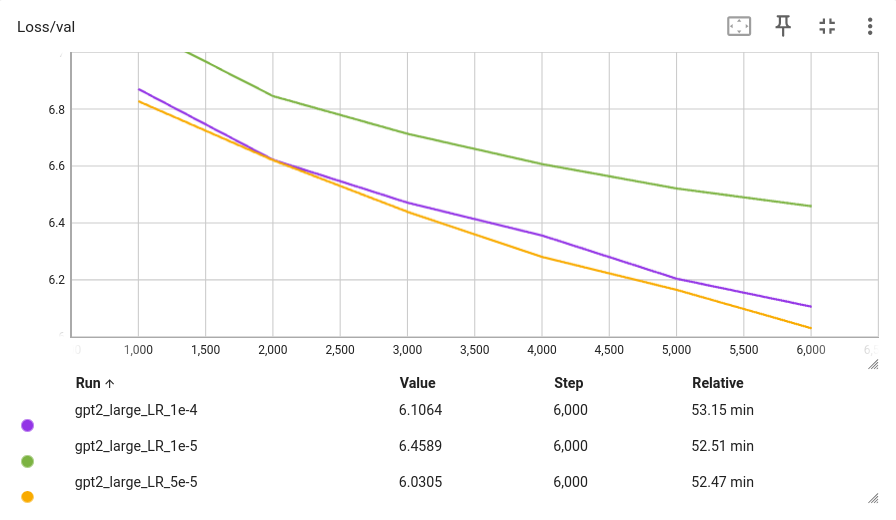 Loss/val
6.8
6.6
6.4
6.2
0 1,000 1,500 2,000 2,500 3,000 3,500 4,000 4,500 5,000 5,500 6,000
Run ↑ Value Step Relative
gpt2_large_LR_1e-4 6.1064 6,000 53.15 min
gpt2_large_LR_1e-5 6.4589 6,000 52.51 min
gpt2_large_LR_5e-5 6.0305 6,000 52.47 min